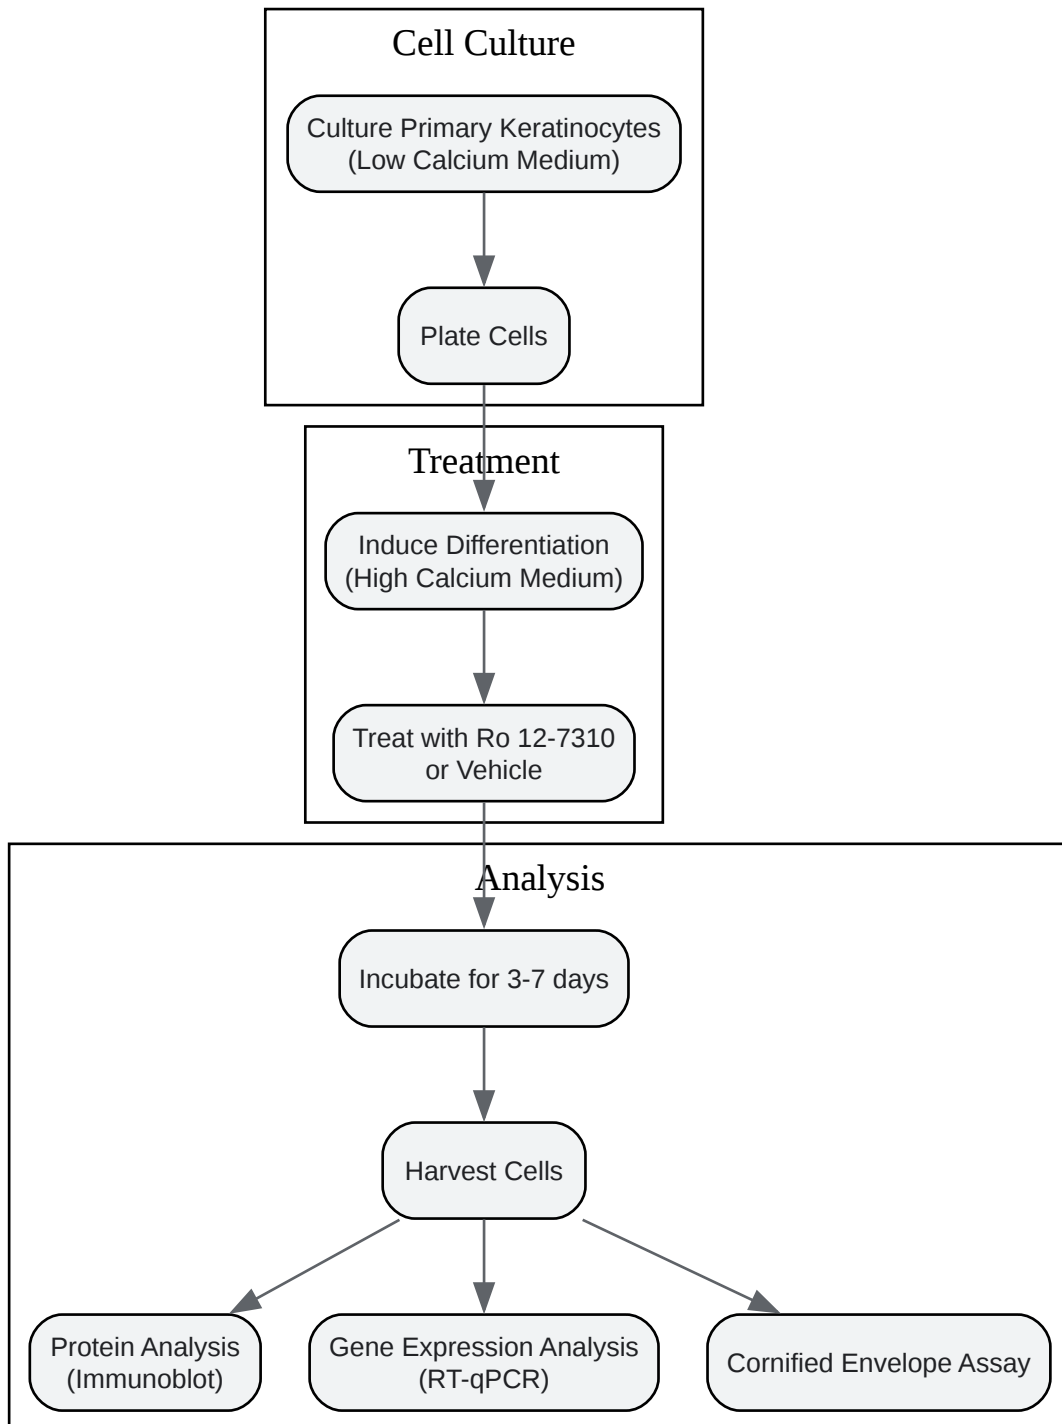 Cell Culture
Culture Primary Keratinocytes
(Low Calcium Medium)
Plate Cells
Treatment
Induce Differentiation
(High Calcium Medium)
Treat with Ro 12-7310
or Vehicle
Analysis
Incubate for 3-7 days
Harvest Cells
Protein Analysis
(Immunoblot)
Gene Expression Analysis
(RT-qPCR)
Cornified Envelope Assay